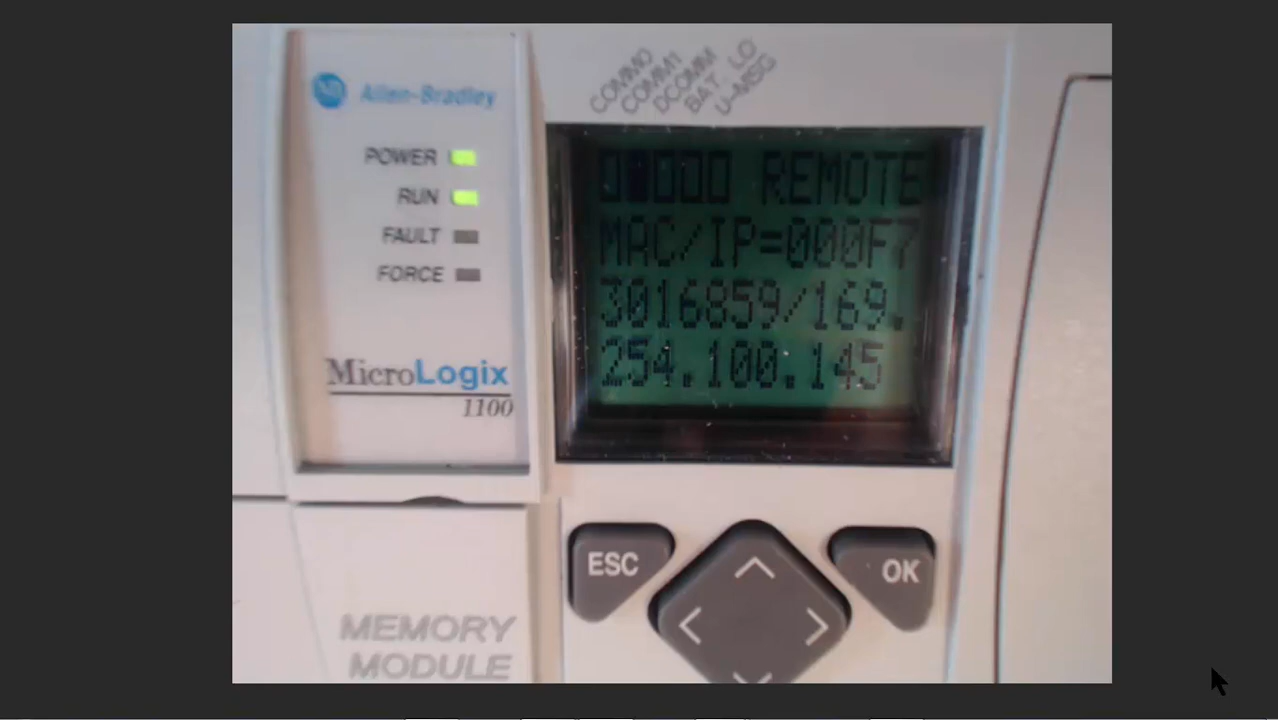 Allen-Bradley
POWER
RUN
FAULT
FORCE
MicroLogix
1100
MEMORY
MODULE
COMM0
COMM1
DCOMM
BAT. LO
U-MSG
REMOTE
MAC/IP=000F7
3016859/169.
254.100.145
ESC
OK